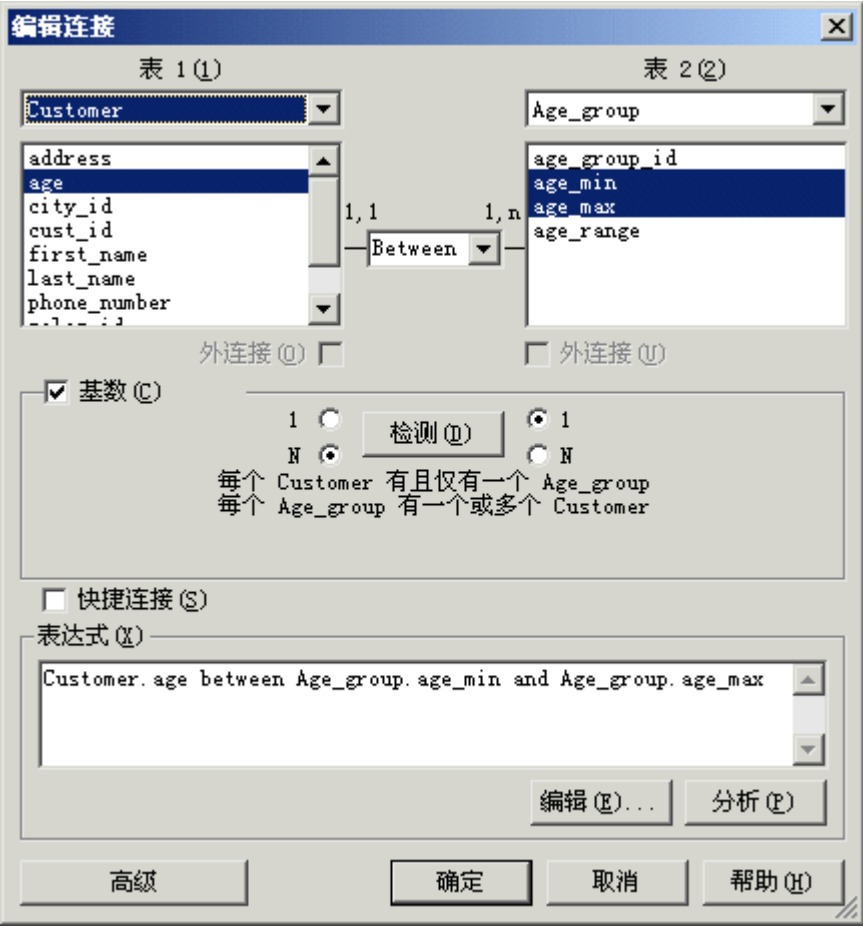 编辑连接
表 1(1)
表 2(2)
Customer
Age_group
address
age
city_id
cust_id
first_name
last_name
phone_number
1,1
1,n
Between
age_group_id
age_min
age_max
age_range
外连接(O)
外连接(U)
基数(C)
1
N
检测(D)
1
N
每个 Customer 有且仅有一个 Age_group
每个 Age_group 有一个或多个 Customer
快捷连接(S)
表达式(X)
Customer.age between Age_group.age_min and Age_group.age_max
编辑(E)...
分析(P)
高级
确定
取消
帮助(H)